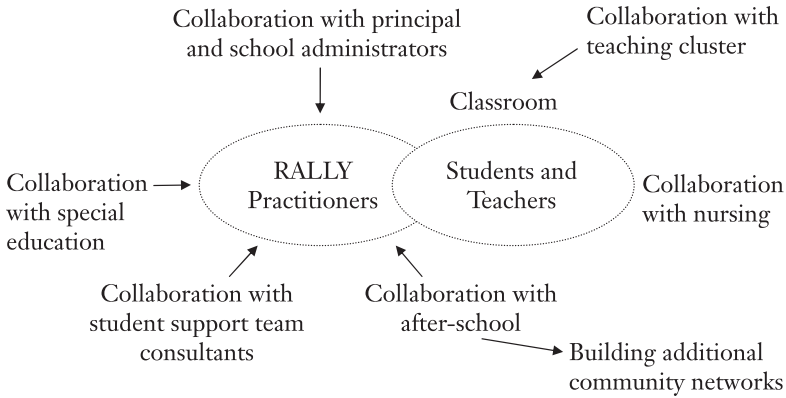 Collaboration with principal
and school administrators
Collaboration with
teaching cluster
Classroom
RALLY
Practitioners
Students and
Teachers
Collaboration
with special
education
Collaboration
with nursing
Collaboration with
student support team
consultants
Collaboration with
after-school
Building additional
community networks